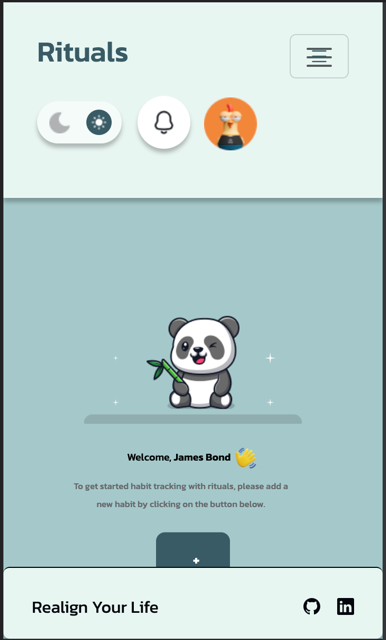 Rituals
Welcome, James Bond 👋
To get started habit tracking with rituals, please add a
new habit by clicking on the button below.
+
Realign Your Life
in